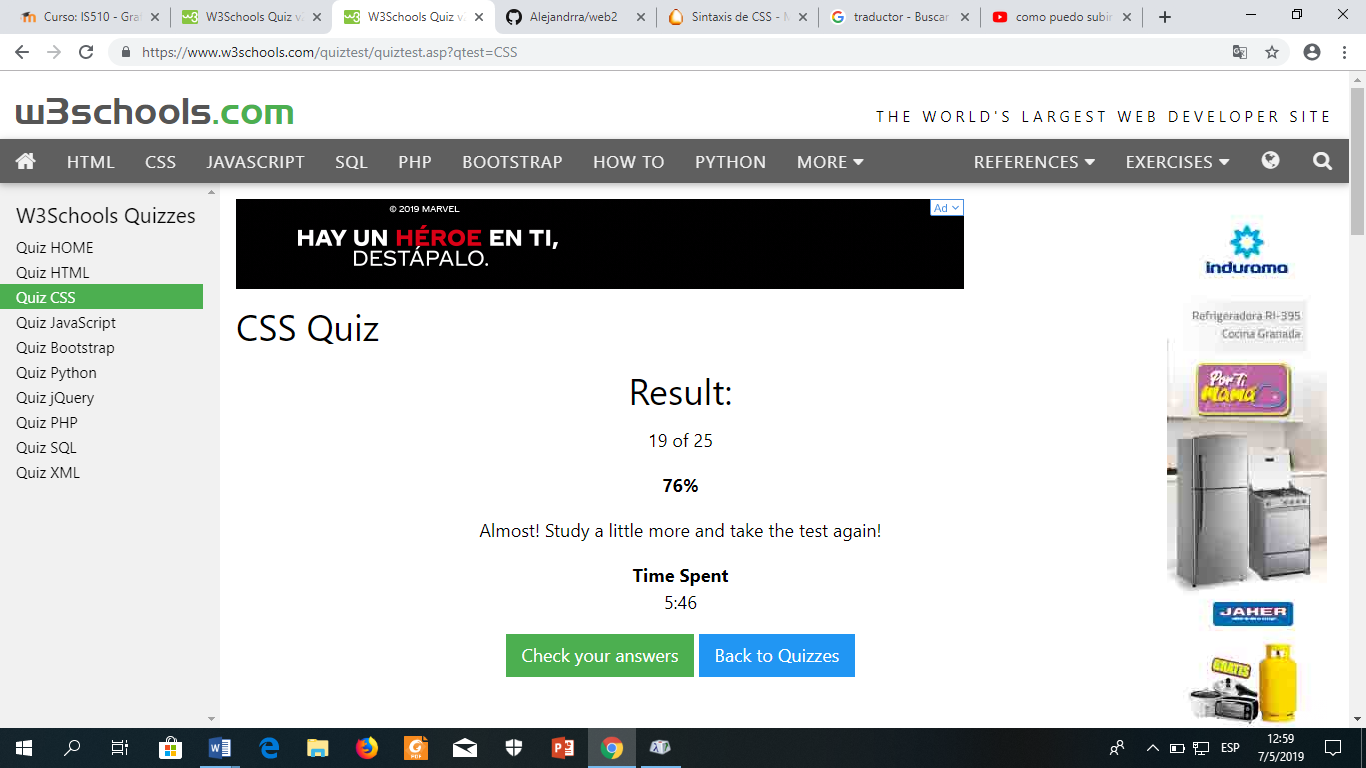 Curso: IS510 - Gra
W3Schools Quiz v
W3Schools Quiz v
Alejandrra/web2
Sintaxis de CSS - M
traductor - Buscar
como puedo subir
https://www.w3schools.com/quiztest/quiztest.asp?qtest=CSS
w3schools.com
THE WORLD'S LARGEST WEB DEVELOPER SITE
HTML CSS JAVASCRIPT SQL PHP BOOTSTRAP HOW TO PYTHON MORE REFERENCES EXERCISES
W3Schools Quizzes
Quiz HOME
Quiz HTML
Quiz CSS
Quiz JavaScript
Quiz Bootstrap
Quiz Python
Quiz jQuery
Quiz PHP
Quiz SQL
Quiz XML
© 2019 MARVEL
Ad
HAY UN HÉROE EN TI,
DESTÁPALO.
CSS Quiz
Result:
19 of 25
76%
Almost! Study a little more and take the test again!
Time Spent
5:46
Check your answers
Back to Quizzes
indurama
Refrigeradora RI-395
Cocina Granada
Por Ti
mamá
JAHER
GRATIS
ESP
12:59
7/5/2019